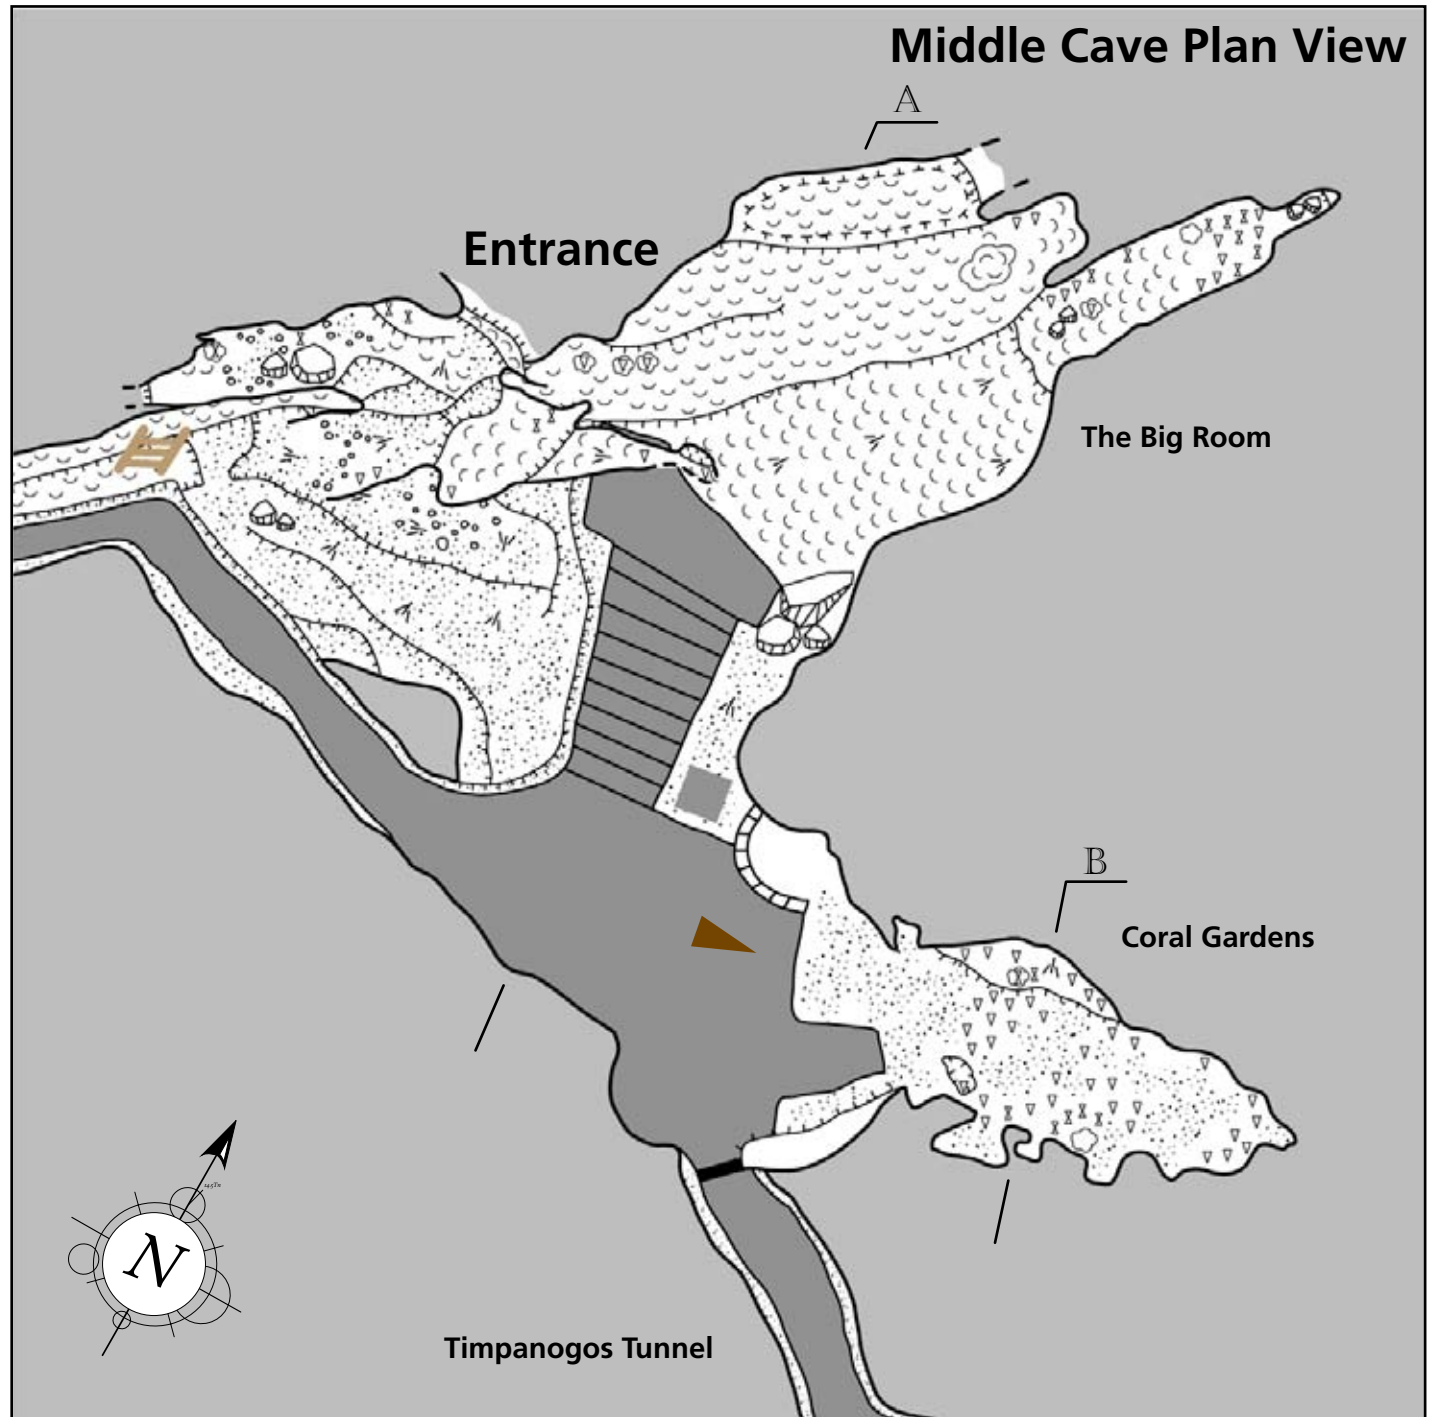 Middle Cave Plan View
A
Entrance
The Big Room
B
Coral Gardens
N
Timpanogos Tunnel